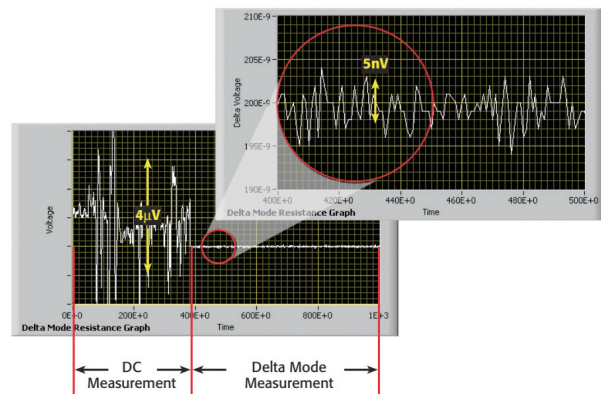 210E-9
205E-9
200E-9
195E-9
190E-9
Delta Voltage
5nV
400E+0 420E+0 440E+0 460E+0 480E+0 500E+0
Delta Mode Resistance Graph Time
Voltage
4µV
0E+0 200E+0 400E+0 600E+0 800E+0 1E+3
Delta Mode Resistance Graph Time
DC Measurement
Delta Mode Measurement